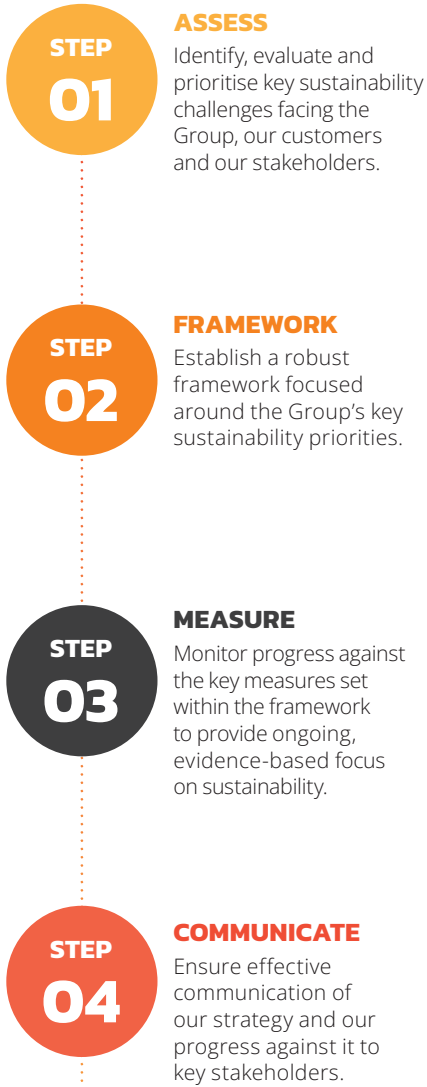 STEP
01
ASSESS
Identify, evaluate and
prioritise key sustainability
challenges facing the
Group, our customers
and our stakeholders.
STEP
02
FRAMEWORK
Establish a robust
framework focused
around the Group’s key
sustainability priorities.
STEP
03
MEASURE
Monitor progress against
the key measures set
within the framework
to provide ongoing,
evidence-based focus
on sustainability.
STEP
04
COMMUNICATE
Ensure effective
communication of
our strategy and our
progress against it to
key stakeholders.